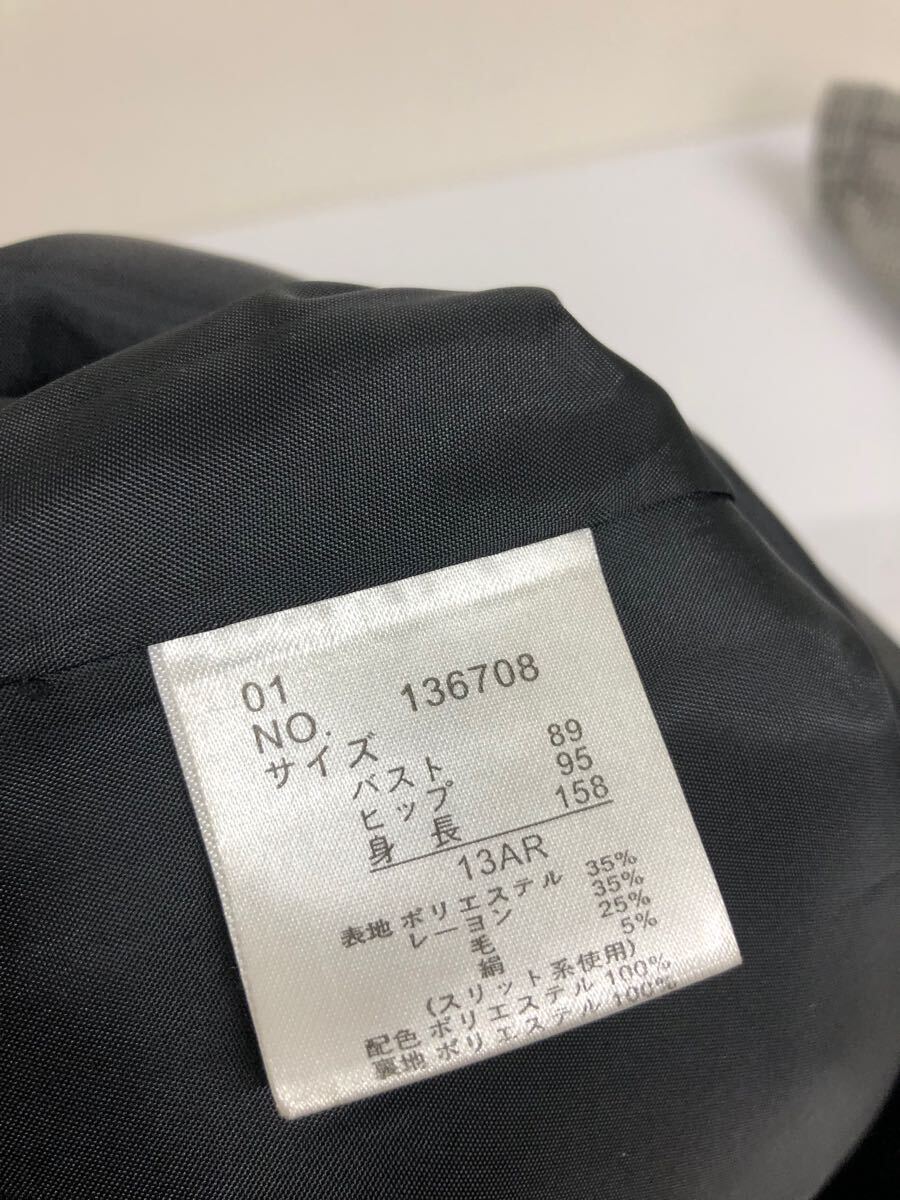 01
NO. 136708
サイズ
バスト 89
ヒップ 95
身長 158
13AR
表地 ポリエステル 35%
レーヨン 35%
毛 25%
絹 5%
(スリット系使用)
配色 ポリエステル 100%
裏地 ポリエステル 100%